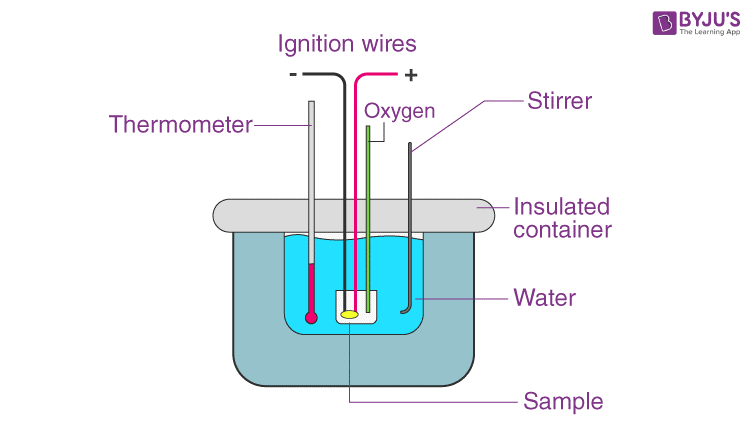 BYJU'S
The Learning App
Ignition wires
- +
Oxygen
Stirrer
Thermometer
Insulated
container
Water
Sample